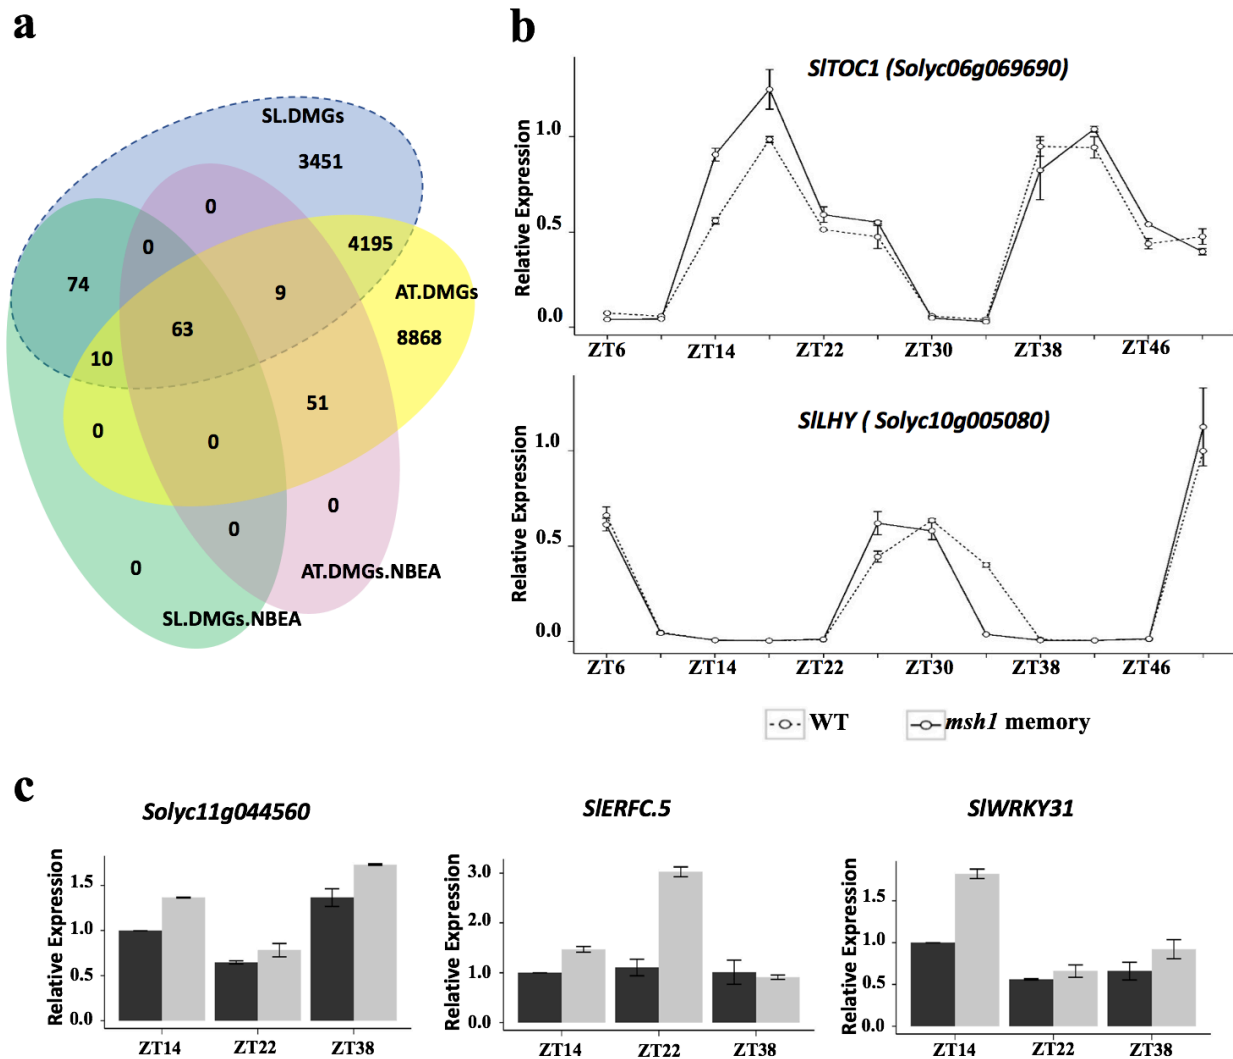 a
SL.DMGs
3451
0
0
4195
74
9
AT.DMGs
63
8868
10
51
0
0
0
0
0
AT.DMGs.NBEA
SL.DMGs.NBEA
b
SlTOC1 (Solyc06g069690)
Relative Expression
1.0
0.5
0.0
ZT6 ZT14 ZT22 ZT30 ZT38 ZT46
SlLHY ( Solyc10g005080)
Relative Expression
1.0
0.5
0.0
ZT6 ZT14 ZT22 ZT30 ZT38 ZT46
WT msh1 memory
c
Solyc11g044560
Relative Expression
1.5
1.0
0.5
0.0
ZT14 ZT22 ZT38
SlERFC.5
Relative Expression
3.0
2.0
1.0
0.0
ZT14 ZT22 ZT38
SlWRKY31
Relative Expression
1.5
1.0
0.5
0.0
ZT14 ZT22 ZT38